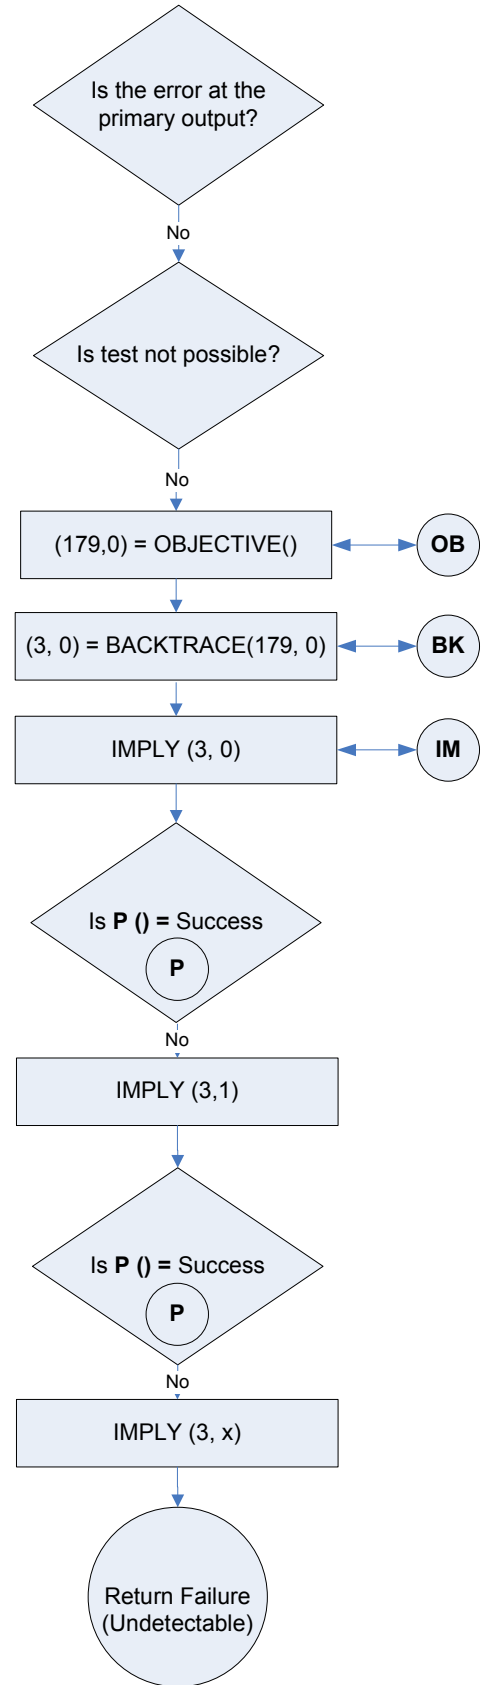 Is the error at the
primary output?
No
Is test not possible?
No
(179,0) = OBJECTIVE()
OB
(3, 0) = BACKTRACE(179, 0)
BK
IMPLY (3, 0)
IM
Is P () = Success
P
No
IMPLY (3,1)
Is P () = Success
P
No
IMPLY (3, x)
Return Failure
(Undetectable)